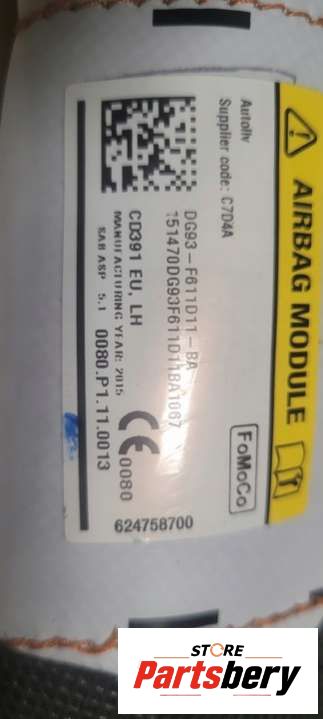 AIRBAG MODULE
Autoliv
Supplier code: C7D4A
FoMoCo
DG93-F611D11-BA
151470DG93F611D11BA1067
CD391 EU, LH
MANUFACTURING YEAR: 2015
SAB ASP 5.1
0080.P1.11.0013
CE 0080
624758700
STORE
Partsbery